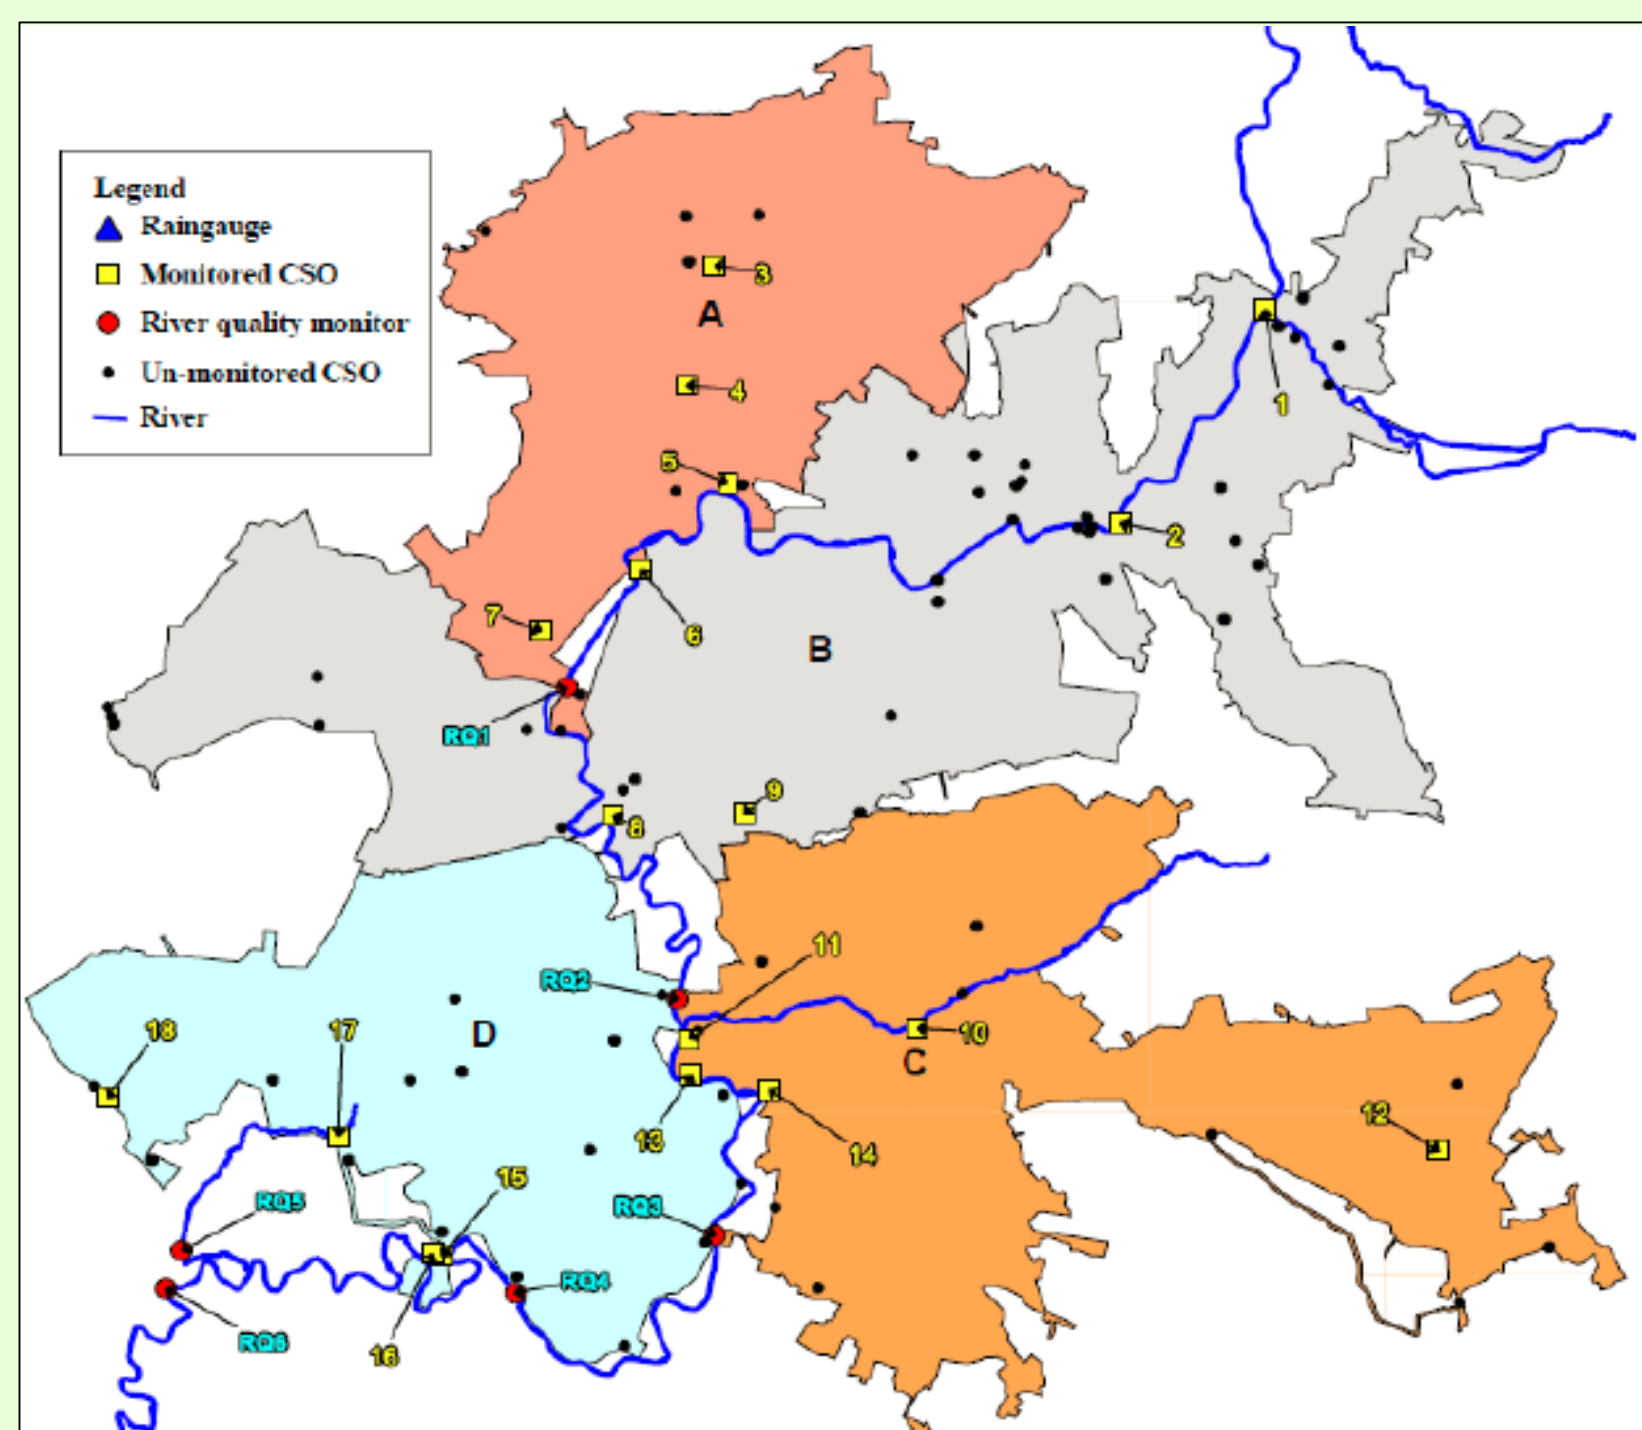 Legend
Raingauge
Monitored CSO
River quality monitor
Un-monitored CSO
River
3
A
4
1
5
2
7
6
B
RQ1
9
8
11
RQ2
18
17
D
10
C
12
13
14
15
RQ5
RQ3
RQ4
RQ6
16